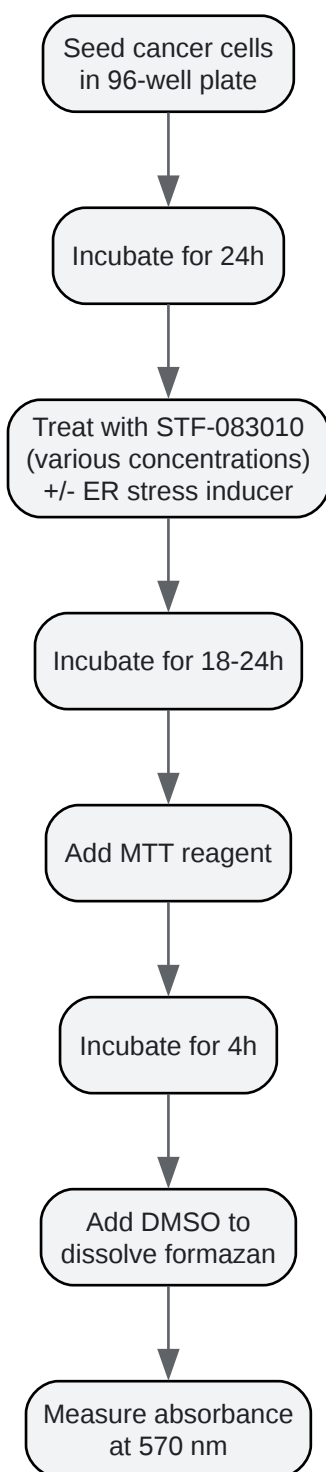 Seed cancer cells
in 96-well plate
Incubate for 24h
Treat with STF-083010
(various concentrations)
+/- ER stress inducer
Incubate for 18-24h
Add MTT reagent
Incubate for 4h
Add DMSO to
dissolve formazan
Measure absorbance
at 570 nm